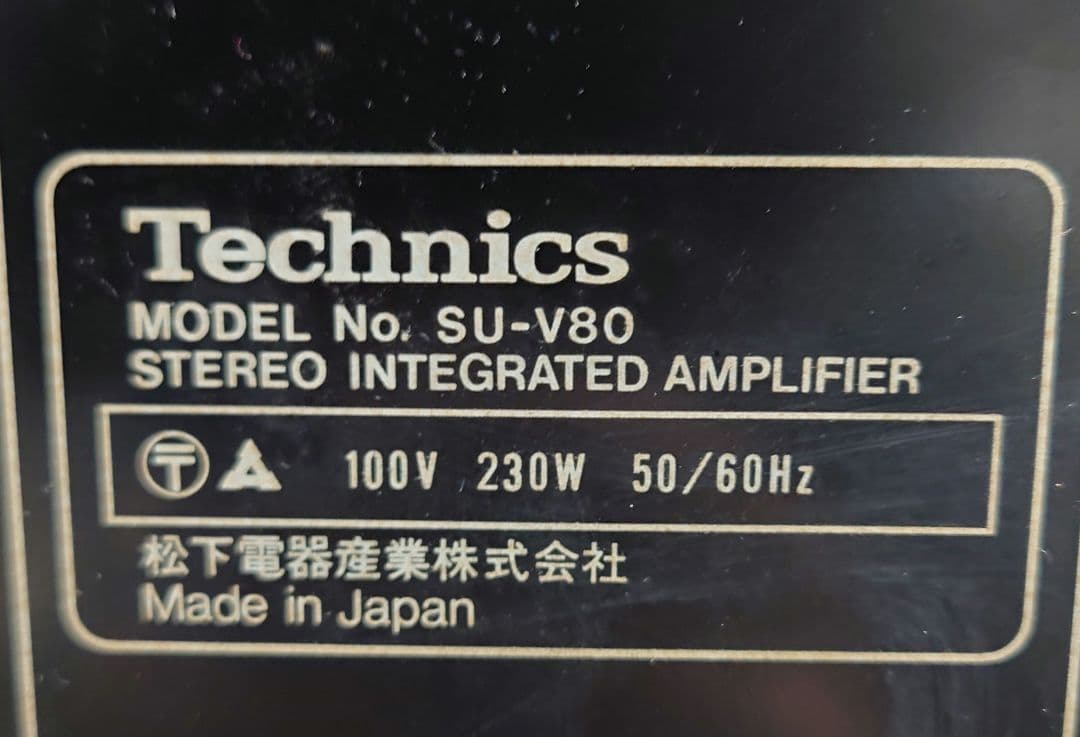 Technics
MODEL No. SU-V80
STEREO INTEGRATED AMPLIFIER
〒 100V 230W 50/60Hz
松下電器産業株式会社
Made in Japan